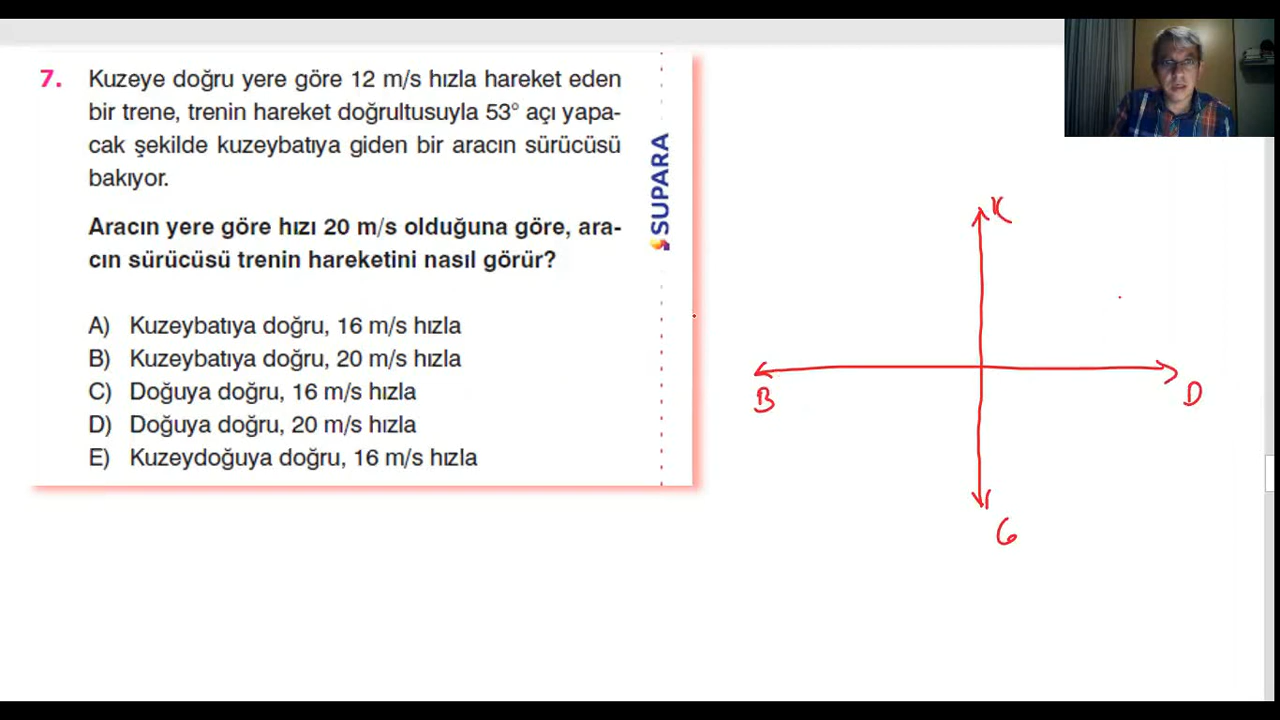 7. Kuzeye doğru yere göre 12 m/s hızla hareket eden
bir trene, trenin hareket doğrultusuyla 53° açı yapa-
cak şekilde kuzeybatıya giden bir aracın sürücüsü
bakıyor.
Aracın yere göre hızı 20 m/s olduğuna göre, ara-
cın sürücüsü trenin hareketini nasıl görür?
A) Kuzeybatıya doğru, 16 m/s hızla
B) Kuzeybatıya doğru, 20 m/s hızla
C) Doğuya doğru, 16 m/s hızla
D) Doğuya doğru, 20 m/s hızla
E) Kuzeydoğuya doğru, 16 m/s hızla
SUPARA
K
B
D
G